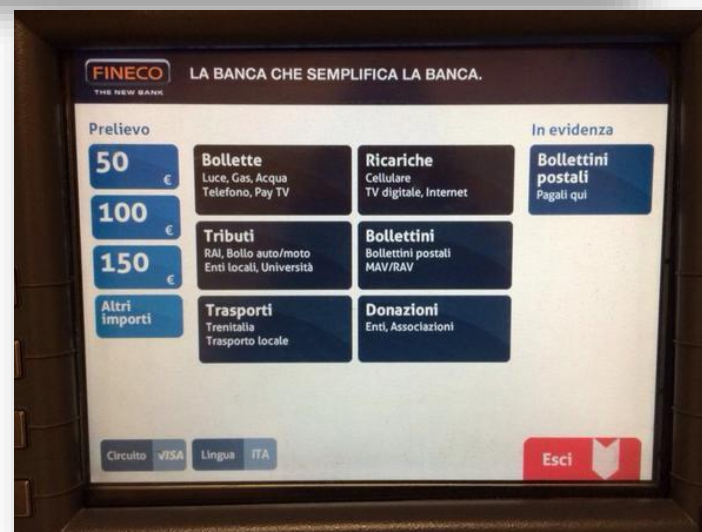 FINECO
THE NEW BANK
LA BANCA CHE SEMPLIFICA LA BANCA.
Prelievo
50 €
100 €
150 €
Altri
importi
Bollette
Luce, Gas, Acqua
Telefono, Pay TV
Ricariche
Cellulare
TV digitale, Internet
Tributi
RAI, Bollo auto/moto
Enti locali, Università
Bollettini
Bollettini postali
MAV/RAV
Trasporti
Trenitalia
Trasporto locale
Donazioni
Enti, Associazioni
In evidenza
Bollettini
postali
Pagali qui
Circuito VISA
Lingua ITA
Esci